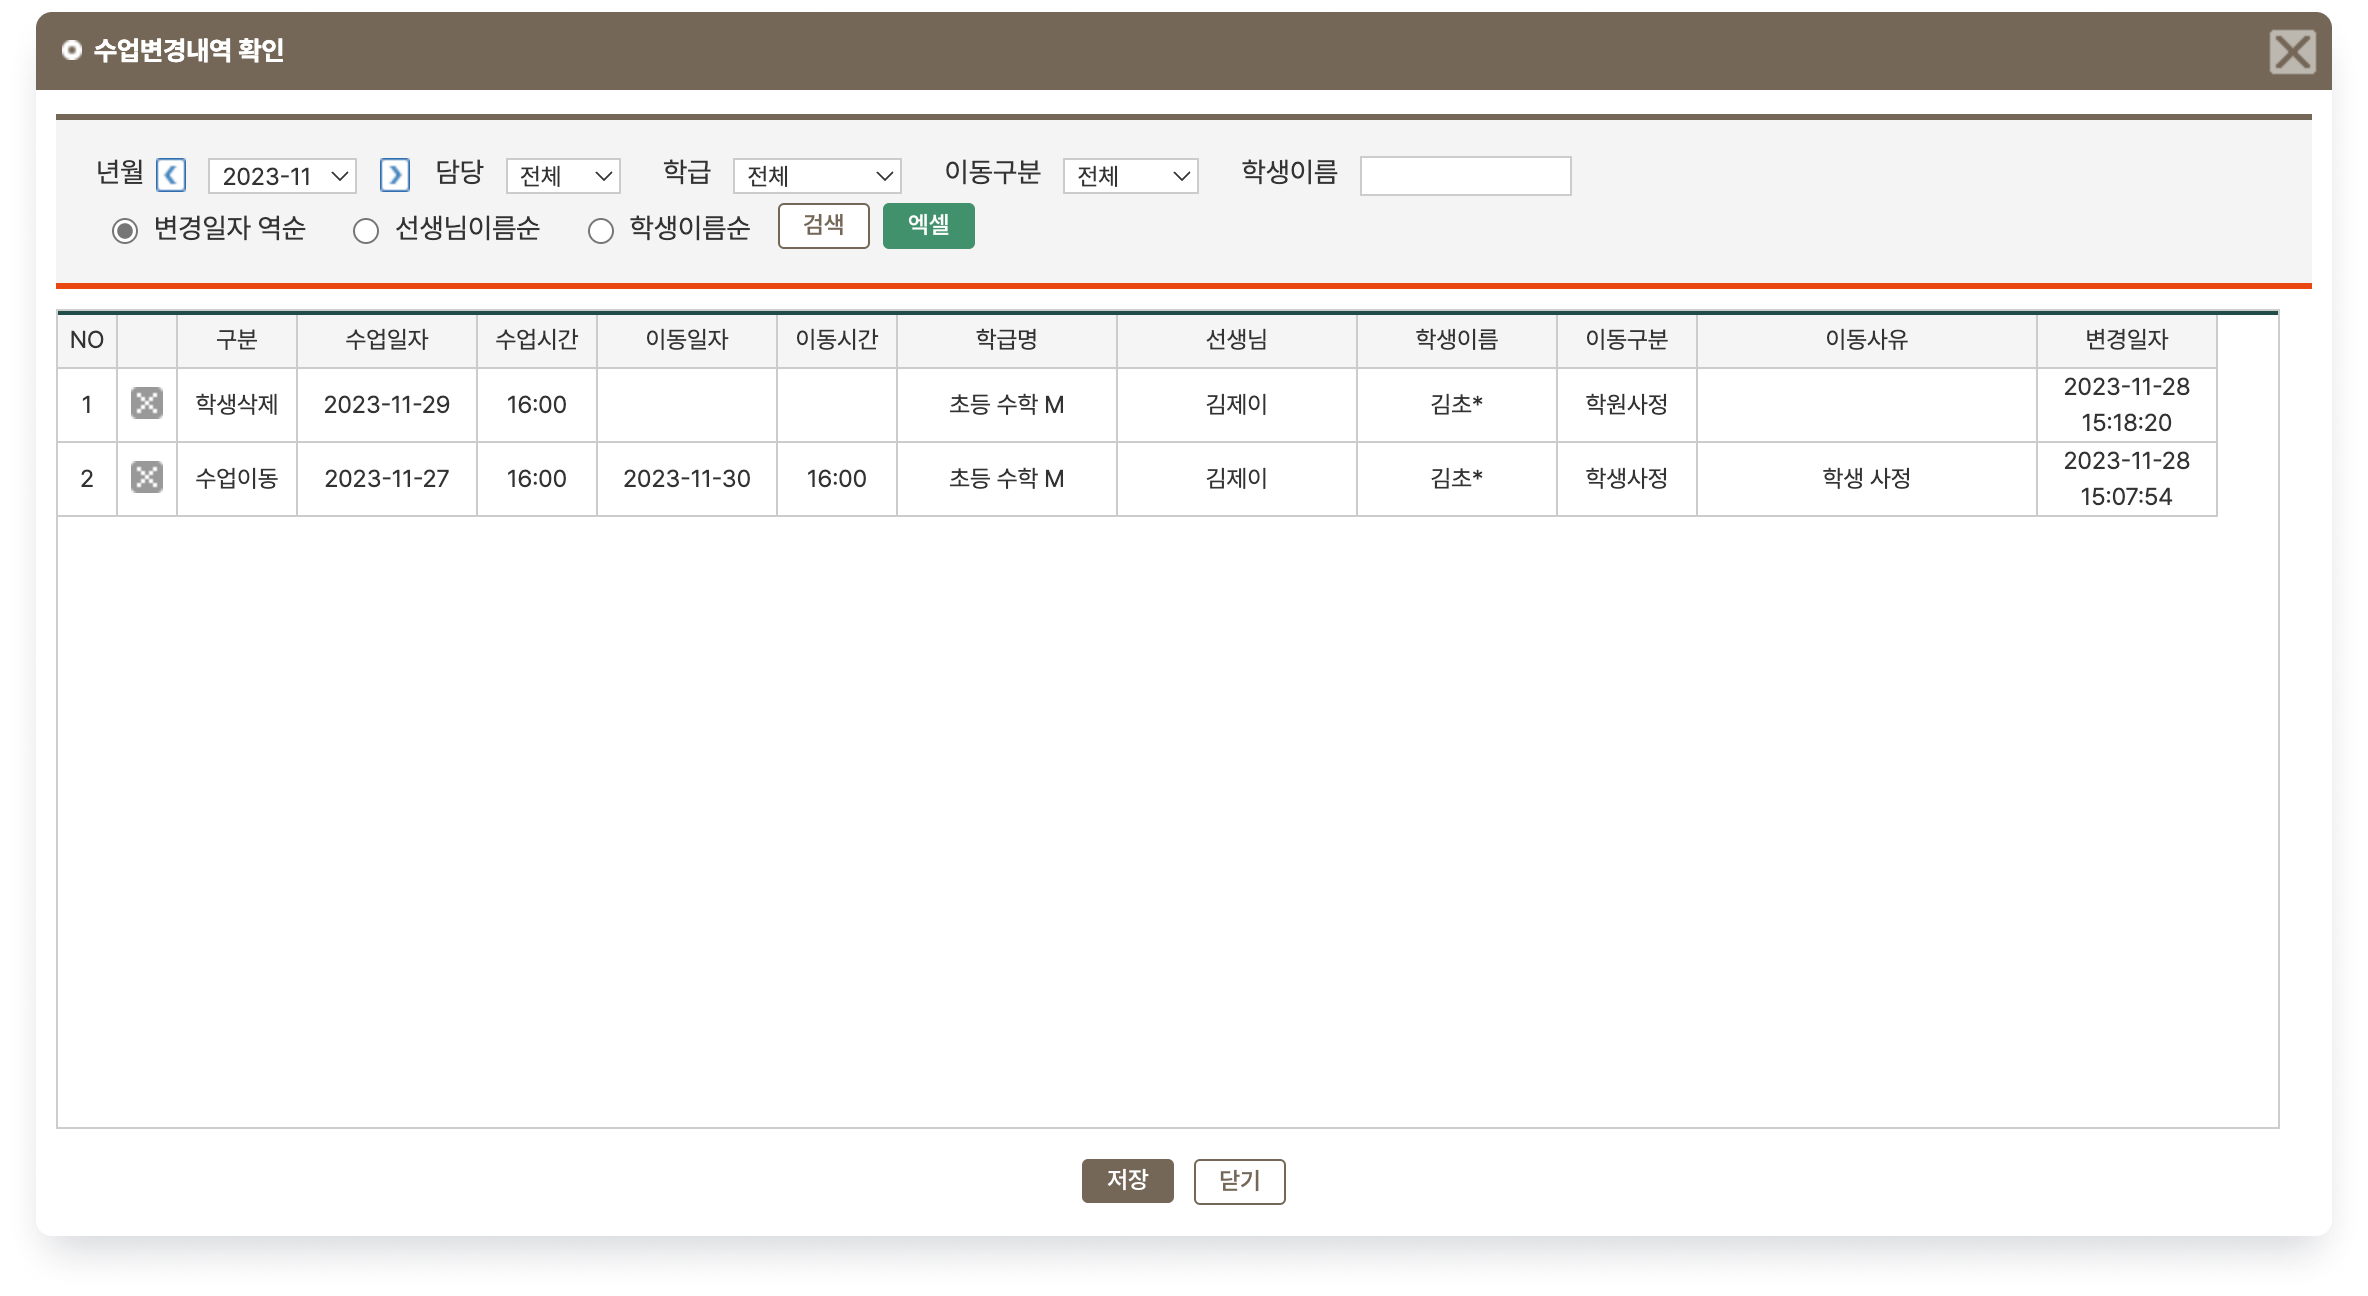 수업변경내역 확인
년월 2023-11 담당 전체 학급 전체 이동구분 전체 학생이름
변경일자 역순 선생님이름순 학생이름순 검색 엑셀
NO 구분 수업일자 수업시간 이동일자 이동시간 학급명 선생님 학생이름 이동구분 이동사유 변경일자
1 학생삭제 2023-11-29 16:00 초등 수학 M 김제이 김초* 학원사정 2023-11-28
15:18:20
2 수업이동 2023-11-27 16:00 2023-11-30 16:00 초등 수학 M 김제이 김초* 학생사정 학생 사정 2023-11-28
15:07:54
저장 닫기